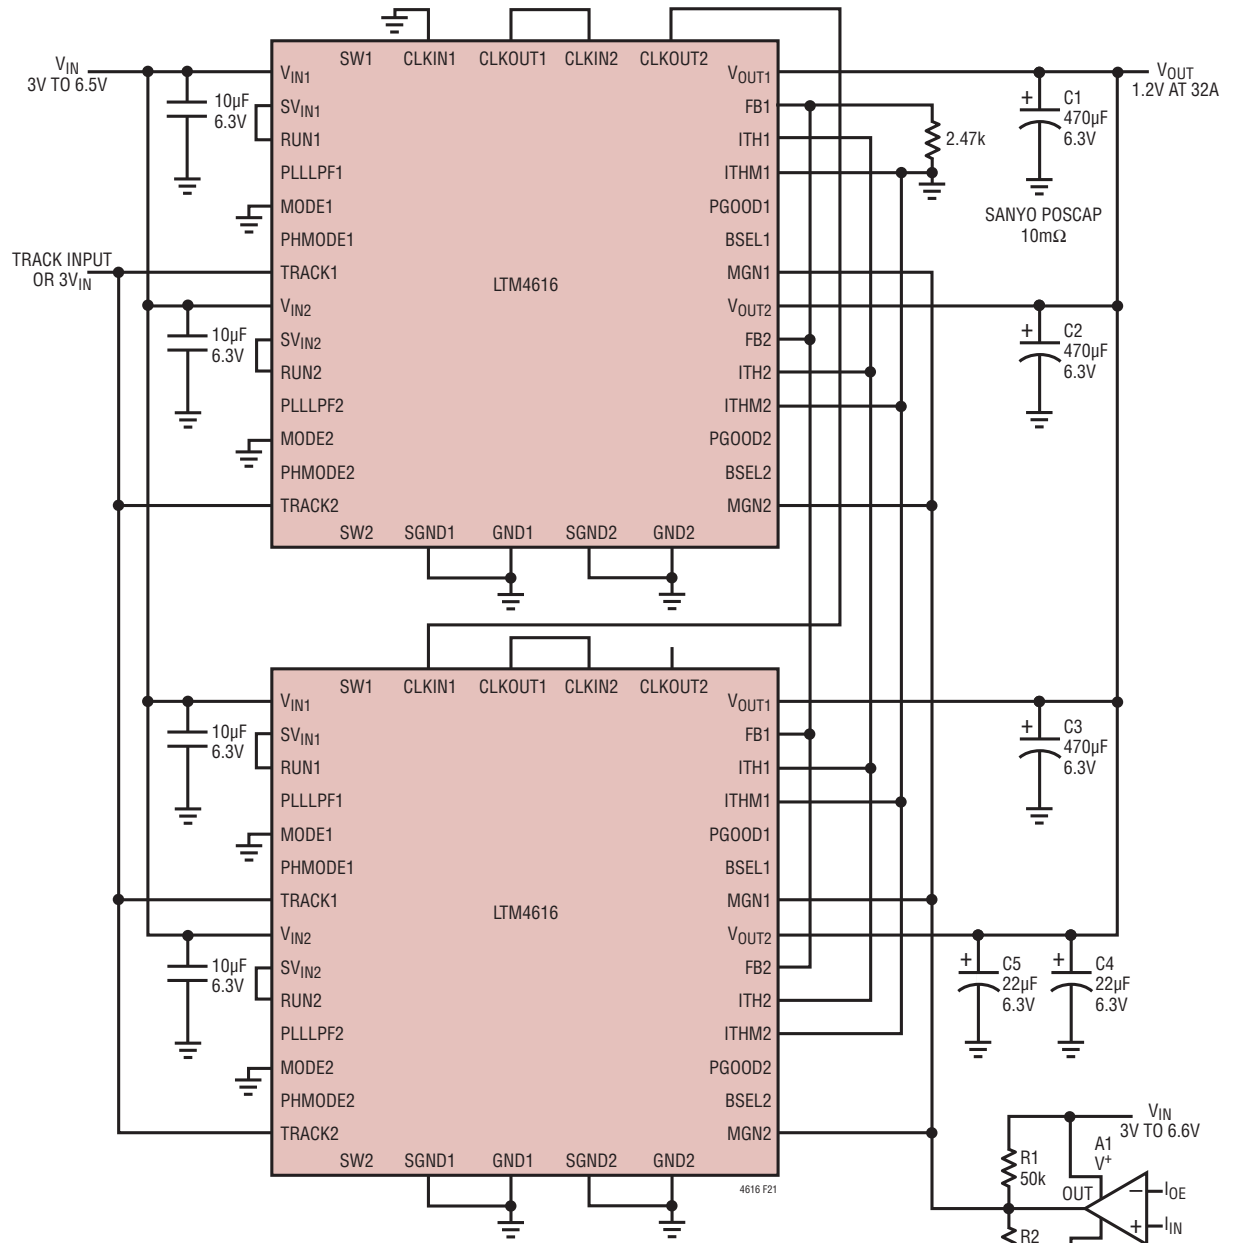 SW1 CLKIN1 CLKOUT1 CLKIN2 CLKOUT2
VIN
3V TO 6.5V
10µF
6.3V
VIN1
SVIN1
RUN1
PLLLPF1
MODE1
PHMODE1
TRACK INPUT
OR 3VIN
TRACK1
VIN2
10µF
6.3V
SVIN2
RUN2
PLLLPF2
MODE2
PHMODE2
TRACK2
LTM4616
VOUT1
FB1
ITH1
ITHM1
PGOOD1
BSEL1
MGN1
VOUT2
FB2
ITH2
ITHM2
PGOOD2
BSEL2
MGN2
SW2 SGND1 GND1 SGND2 GND2
2.47k
+ C1
470µF
6.3V
SANYO POSCAP
10mΩ
VOUT
1.2V AT 32A
+ C2
470µF
6.3V
SW1 CLKIN1 CLKOUT1 CLKIN2 CLKOUT2
10µF
6.3V
VIN1
SVIN1
RUN1
PLLLPF1
MODE1
PHMODE1
TRACK1
VIN2
10µF
6.3V
SVIN2
RUN2
PLLLPF2
MODE2
PHMODE2
TRACK2
LTM4616
VOUT1
FB1
ITH1
ITHM1
PGOOD1
BSEL1
MGN1
VOUT2
FB2
ITH2
ITHM2
PGOOD2
BSEL2
MGN2
SW2 SGND1 GND1 SGND2 GND2
4616 F21
+ C3
470µF
6.3V
+ C5
22µF
6.3V
+ C4
22µF
6.3V
VIN
3V TO 6.6V
R1
50k
A1
V+
OUT
– IOE
+ IIN
R2